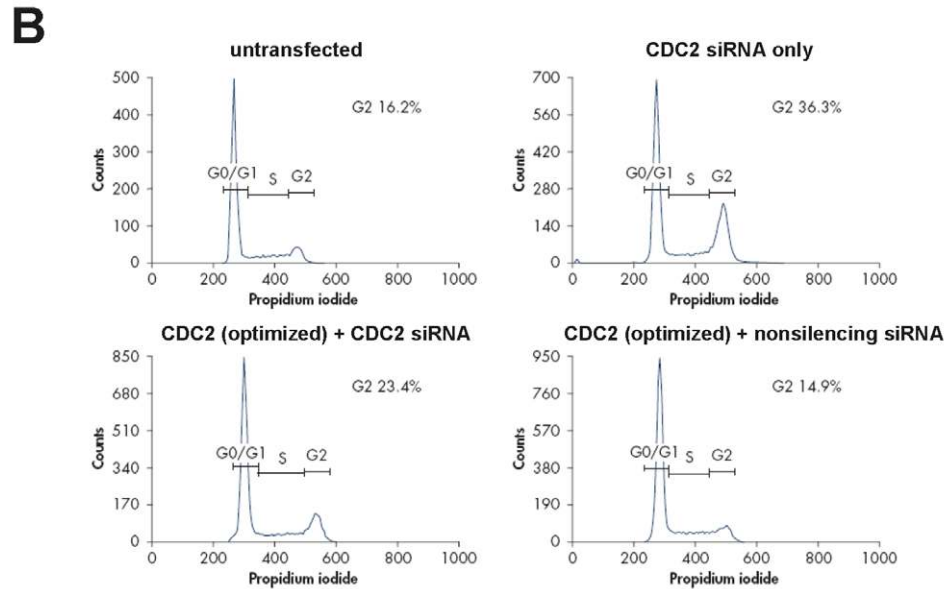 B
untransfected
500
400
300
200
100
0
Counts
G2 16.2%
G0/G1
S
G2
0 200 400 600 800 1000
Propidium iodide
CDC2 siRNA only
700
560
420
280
140
0
Counts
G2 36.3%
G0/G1
S
G2
0 200 400 600 800 1000
Propidium iodide
CDC2 (optimized) + CDC2 siRNA
850
680
510
340
170
0
Counts
G2 23.4%
G0/G1
S
G2
0 200 400 600 800 1000
Propidium iodide
CDC2 (optimized) + nonsilencing siRNA
950
760
570
380
190
0
Counts
G2 14.9%
G0/G1
S
G2
0 200 400 600 800 1000
Propidium iodide